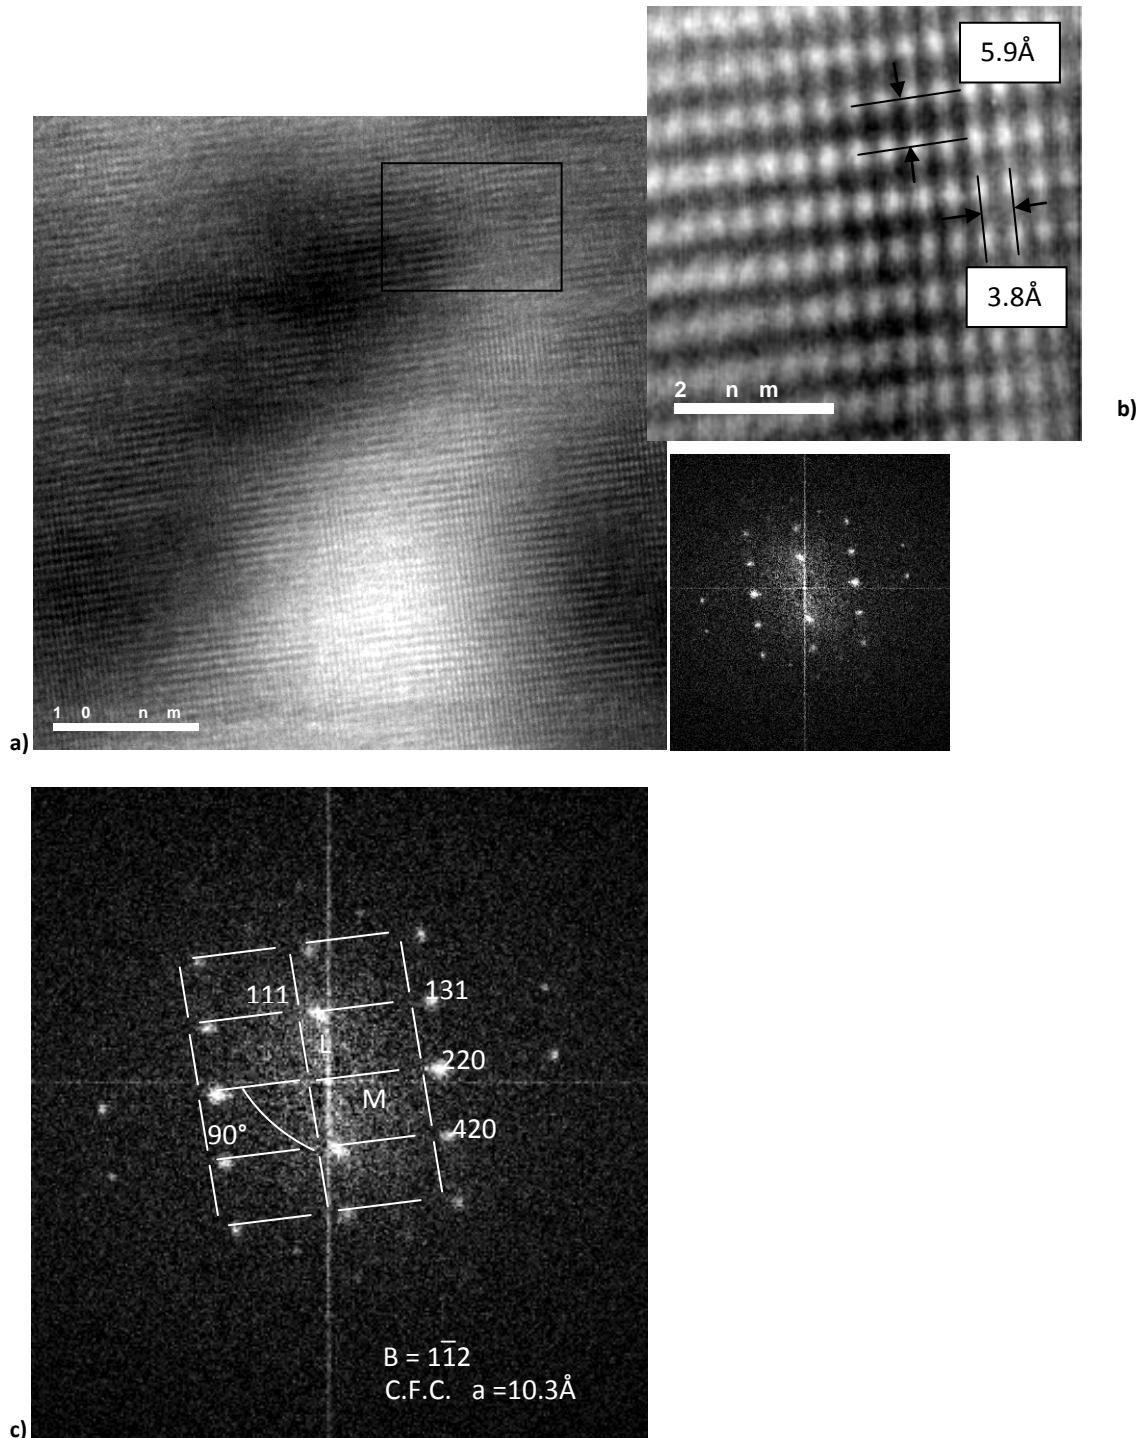 5.9Å
3.8Å
2 nm
b)
10 nm
a)
111
131
L
220
M
420
90°
B = 11̅2
C.F.C. a =10.3Å
c)